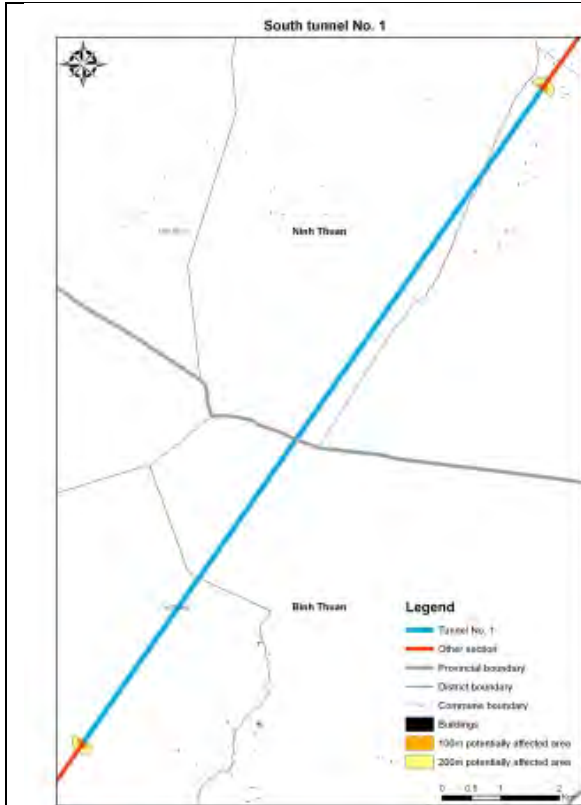 South tunnel No. 1
Ninh Thuan
Binh Thuan
Legend
Tunnel No. 1
Other section
Provincial boundary
District boundary
Commune boundary
Buildings
100m potentially affected area
200m potentially affected area
0 0.5 1 2